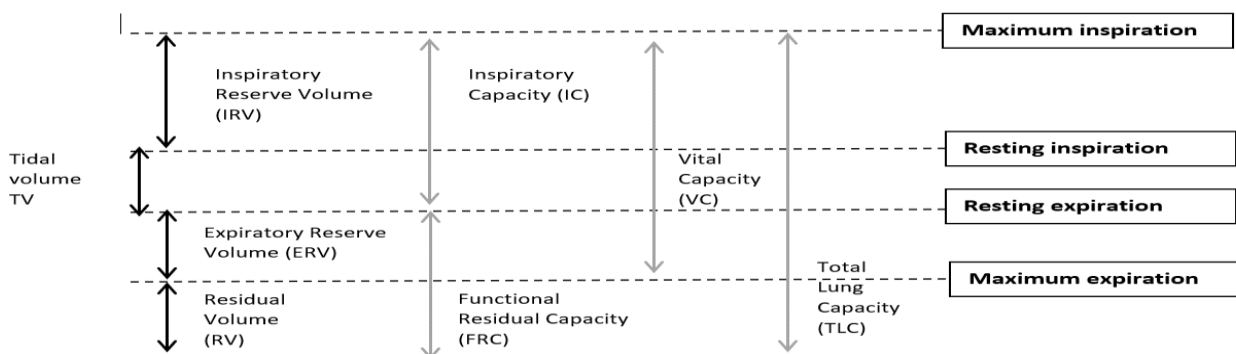 Maximum inspiration
Inspiratory
Reserve Volume
(IRV)
Inspiratory
Capacity (IC)
Resting inspiration
Tidal
volume
TV
Vital
Capacity
(VC)
Resting expiration
Expiratory Reserve
Volume (ERV)
Maximum expiration
Residual
Volume
(RV)
Functional
Residual Capacity
(FRC)
Total
Lung
Capacity
(TLC)